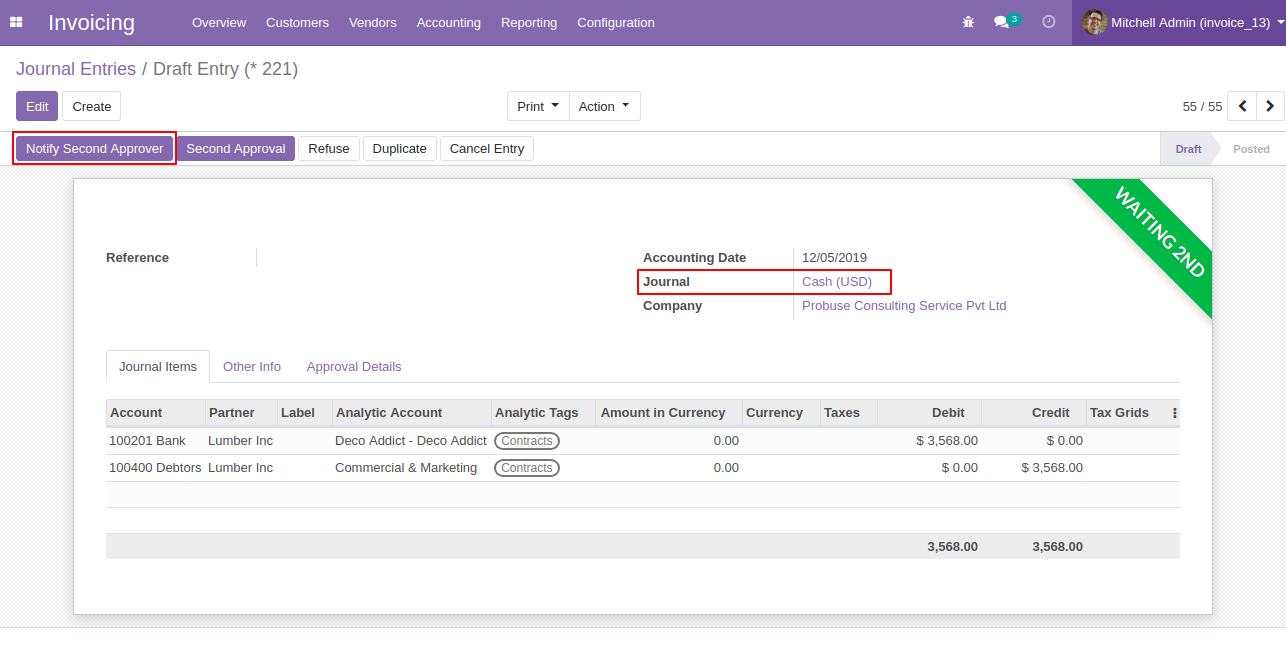 Invoicing Overview Customers Vendors Accounting Reporting Configuration 3 Mitchell Admin (invoice_13)
Journal Entries / Draft Entry (* 221)
Edit Create Print Action 55 / 55
Notify Second Approver Second Approval Refuse Duplicate Cancel Entry Draft Posted
WAITING 2ND
Reference Accounting Date 12/05/2019
Journal Cash (USD)
Company Probuse Consulting Service Pvt Ltd
Journal Items Other Info Approval Details
Account Partner Label Analytic Account Analytic Tags Amount in Currency Currency Taxes Debit Credit Tax Grids
100201 Bank Lumber Inc Deco Addict - Deco Addict Contracts 0.00 $ 3,568.00 $ 0.00
100400 Debtors Lumber Inc Commercial & Marketing Contracts 0.00 $ 0.00 $ 3,568.00
3,568.00 3,568.00